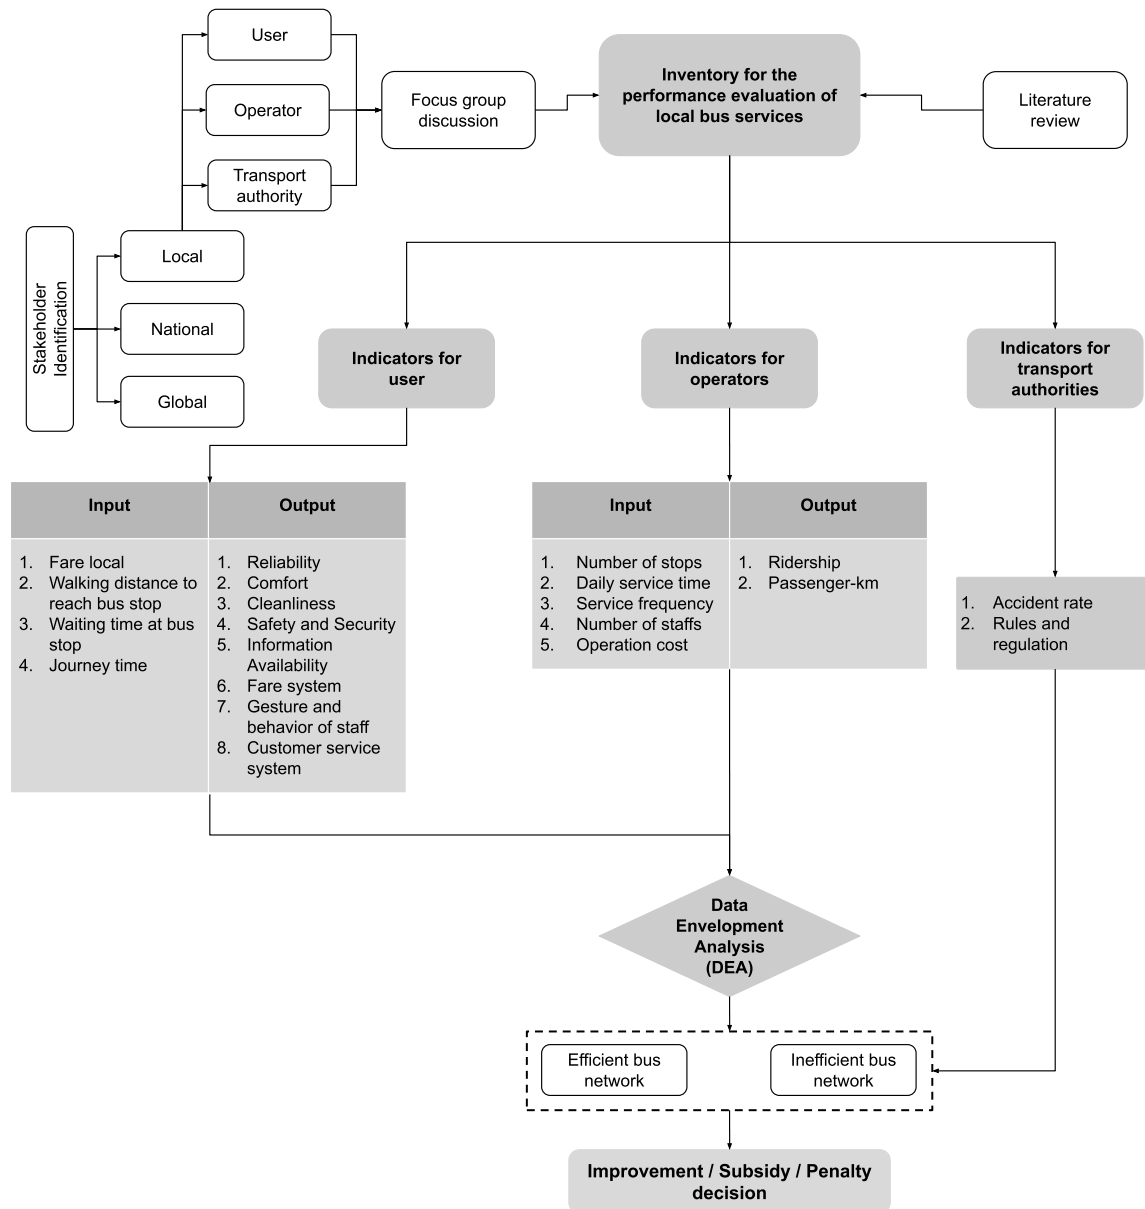 User
Operator
Transport
authority
Focus group
discussion
Inventory for the
performance evaluation of
local bus services
Literature
review
Stakeholder
Identification
Local
National
Global
Indicators for
user
Indicators for
operators
Indicators for
transport
authorities
Input
Output
1. Fare local
2. Walking distance to
reach bus stop
3. Waiting time at bus
stop
4. Journey time
1. Reliability
2. Comfort
3. Cleanliness
4. Safety and Security
5. Information
Availability
6. Fare system
7. Gesture and
behavior of staff
8. Customer service
system
Input
Output
1. Number of stops
2. Daily service time
3. Service frequency
4. Number of staffs
5. Operation cost
1. Ridership
2. Passenger-km
1. Accident rate
2. Rules and
regulation
Data
Envelopment
Analysis
(DEA)
Efficient bus
network
Inefficient bus
network
Improvement / Subsidy / Penalty
decision